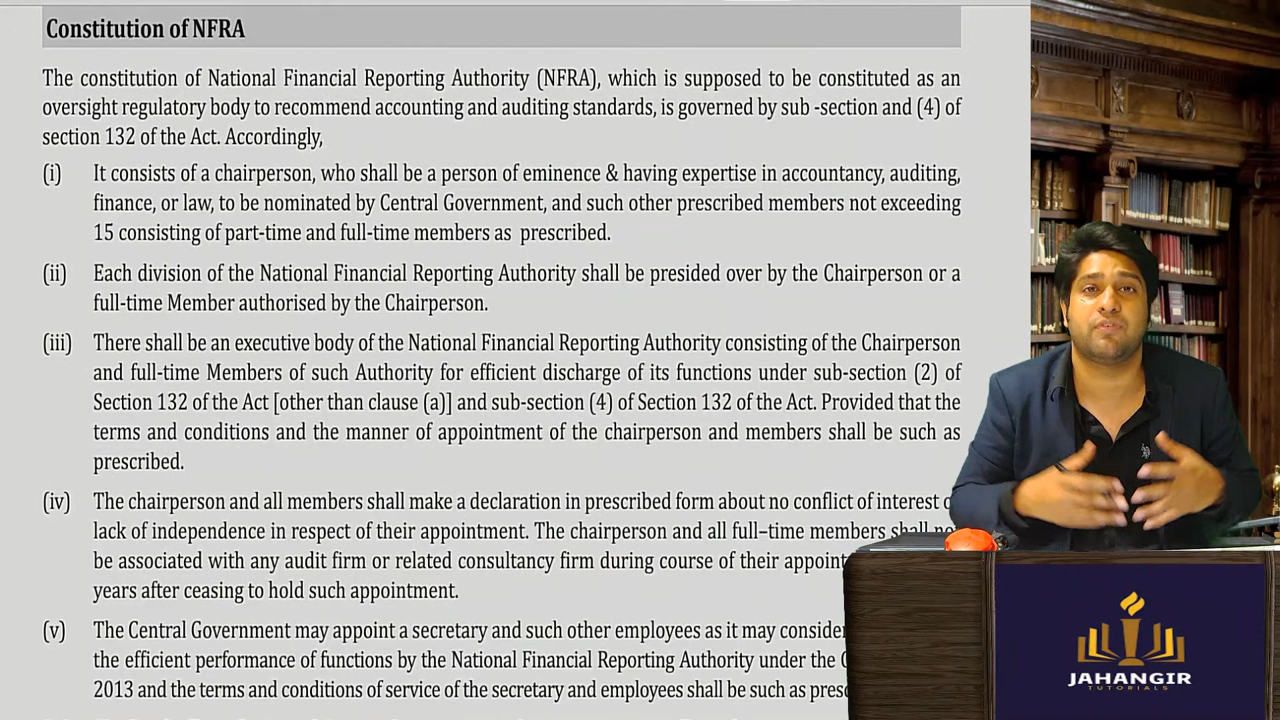 Constitution of NFRA
The constitution of National Financial Reporting Authority (NFRA), which is supposed to be constituted as an
oversight regulatory body to recommend accounting and auditing standards, is governed by sub -section and (4) of
section 132 of the Act. Accordingly,
(i) It consists of a chairperson, who shall be a person of eminence & having expertise in accountancy, auditing,
finance, or law, to be nominated by Central Government, and such other prescribed members not exceeding
15 consisting of part-time and full-time members as prescribed.
(ii) Each division of the National Financial Reporting Authority shall be presided over by the Chairperson or a
full-time Member authorised by the Chairperson.
(iii) There shall be an executive body of the National Financial Reporting Authority consisting of the Chairperson
and full-time Members of such Authority for efficient discharge of its functions under sub-section (2) of
Section 132 of the Act [other than clause (a)] and sub-section (4) of Section 132 of the Act. Provided that the
terms and conditions and the manner of appointment of the chairperson and members shall be such as
prescribed.
(iv) The chairperson and all members shall make a declaration in prescribed form about no conflict of interest
lack of independence in respect of their appointment. The chairperson and all full–time members shall
be associated with any audit firm or related consultancy firm during course of their
years after ceasing to hold such appointment.
(v) The Central Government may appoint a secretary and such other employees as it may consider
the efficient performance of functions by the National Financial Reporting Authority under the
2013 and the terms and conditions of service of the secretary and employees shall be such as
JAHANGIR
TUTORIALS